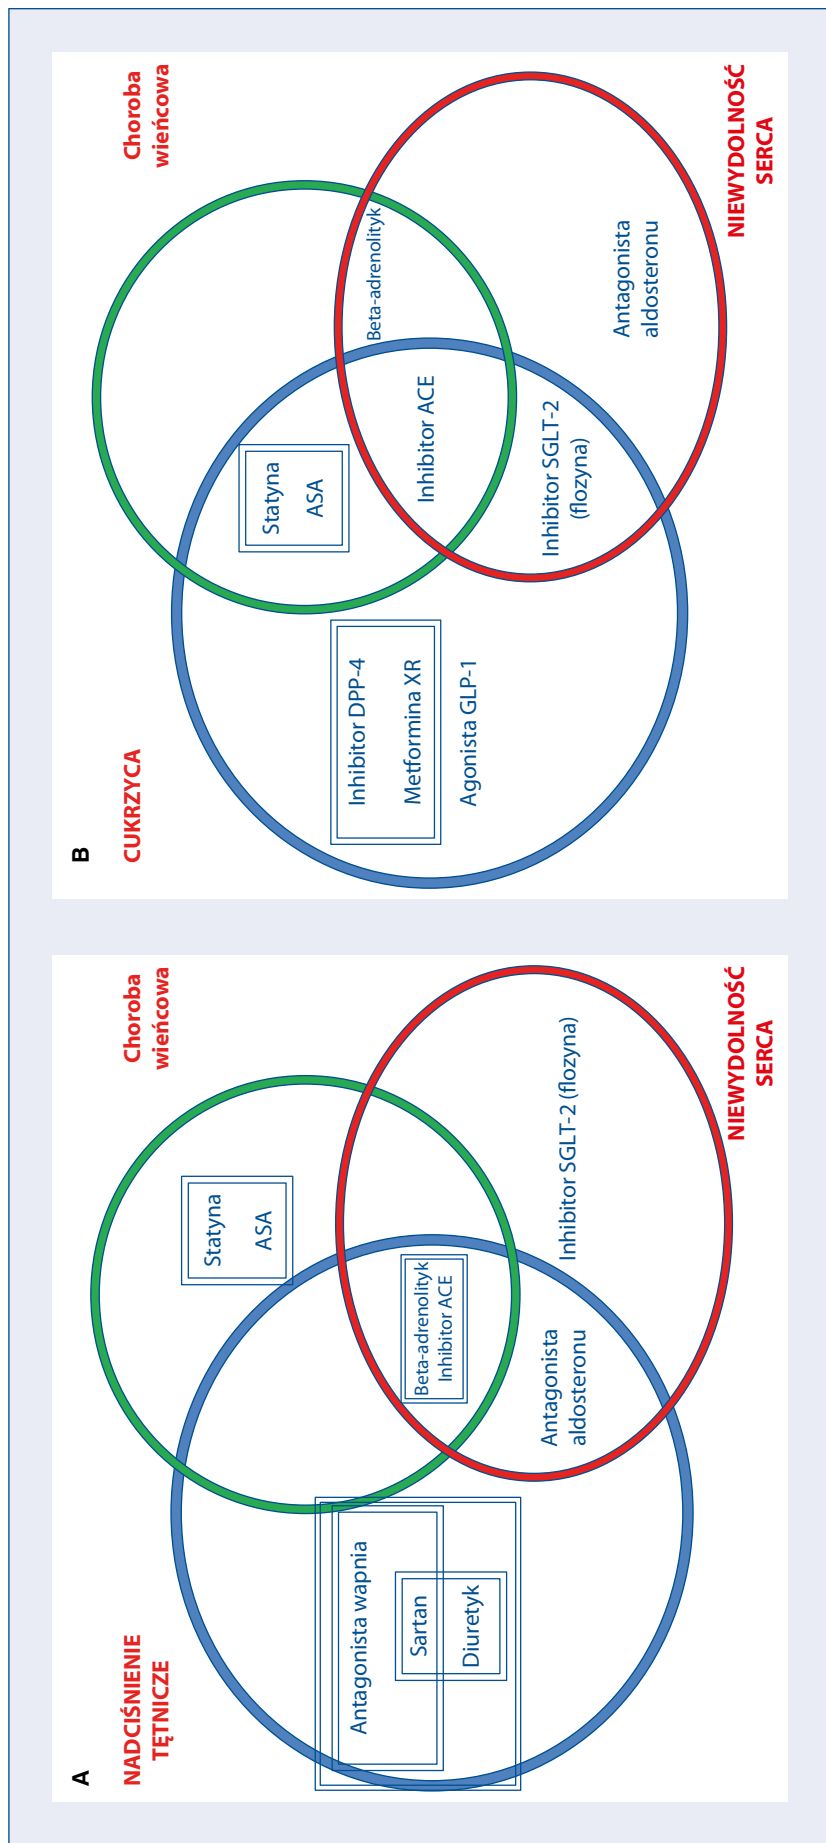 A
NADCIŚNIENIE
TĘTNICZE
Choroba
wieńcowa
Statyna
ASA
Antagonista wapnia
Sartan
Diuretyk
Beta-adrenolityk
Inhibitor ACE
Antagonista
aldosteronu
Inhibitor SGLT-2 (flozyna)
NIEWYDOLNOŚĆ
SERCA
B
CUKRZYCA
Choroba
wieńcowa
Statyna
ASA
Beta-adrenolityk
Inhibitor DPP-4
Metformina XR
Agonista GLP-1
Inhibitor ACE
Inhibitor SGLT-2
(flozyna)
Antagonista
aldosteronu
NIEWYDOLNOŚĆ
SERCA